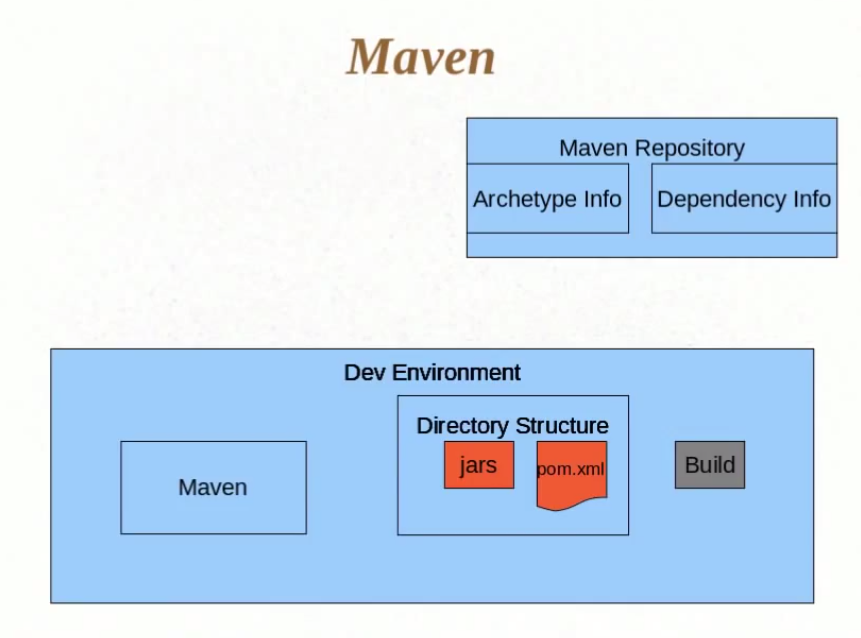 Maven
Maven Repository
Archetype Info
Dependency Info
Dev Environment
Directory Structure
jars
pom.xml
Build
Maven